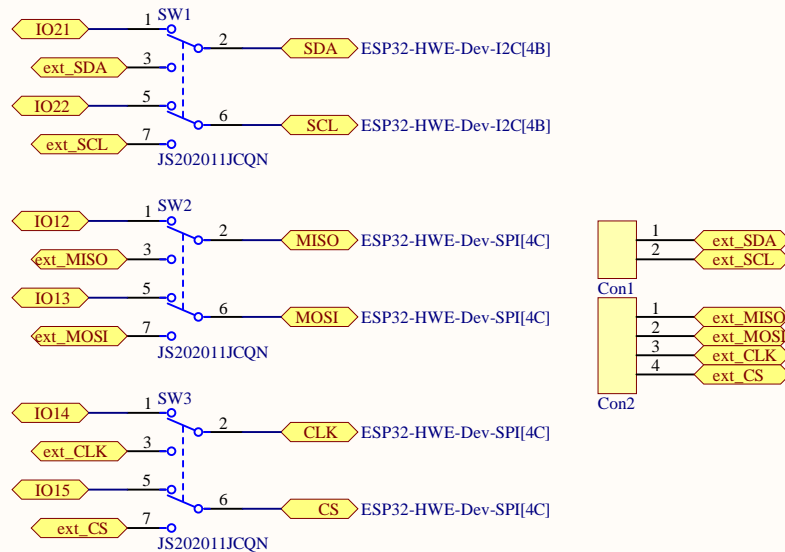 SW1
IO21 1
2 SDA ESP32-HWE-Dev-I2C[4B]
ext_SDA 3
IO22 5
6 SCL ESP32-HWE-Dev-I2C[4B]
ext_SCL 7
JS202011JCQN
SW2
IO12 1
2 MISO ESP32-HWE-Dev-SPI[4C]
ext_MISO 3
IO13 5
6 MOSI ESP32-HWE-Dev-SPI[4C]
ext_MOSI 7
JS202011JCQN
SW3
IO14 1
2 CLK ESP32-HWE-Dev-SPI[4C]
ext_CLK 3
IO15 5
6 CS ESP32-HWE-Dev-SPI[4C]
ext_CS 7
JS202011JCQN
1 ext_SDA
2 ext_SCL
Con1
1 ext_MISO
2 ext_MOSI
3 ext_CLK
4 ext_CS
Con2